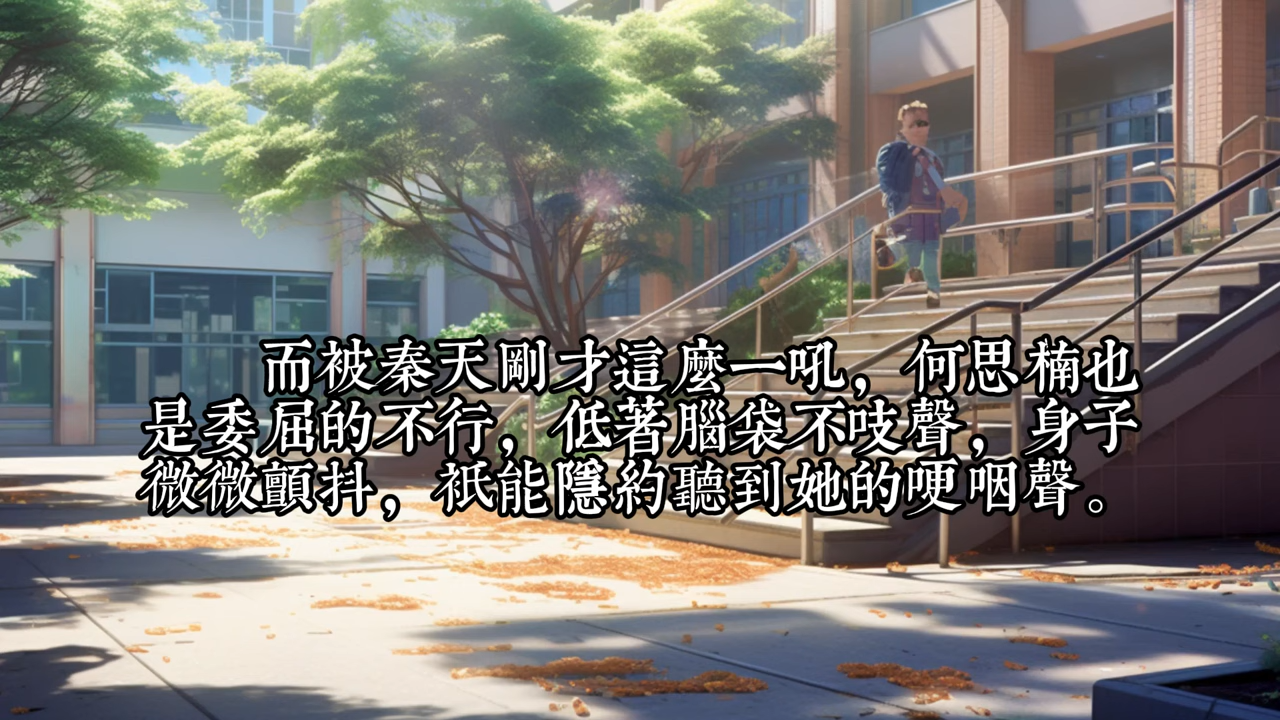 而被秦天剛才這麼一吼，何思楠也
是委屈的不行，低著腦袋不吱聲，身子
微微顫抖，祇能隱約聽到她的哽咽聲。